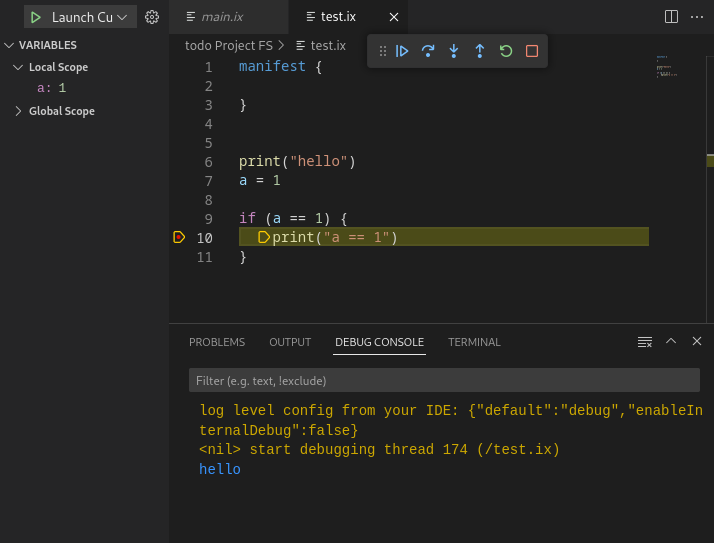 Launch Cu
main.ix
test.ix
VARIABLES
Local Scope
a: 1
Global Scope
todo Project FS > test.ix
1 manifest {
2
3 }
4
5
6 print("hello")
7 a = 1
8
9 if (a == 1) {
10 print("a == 1")
11 }
PROBLEMS OUTPUT DEBUG CONSOLE TERMINAL
Filter (e.g. text, !exclude)
log level config from your IDE: {"default":"debug","enableIn
ternalDebug":false}
<nil> start debugging thread 174 (/test.ix)
hello